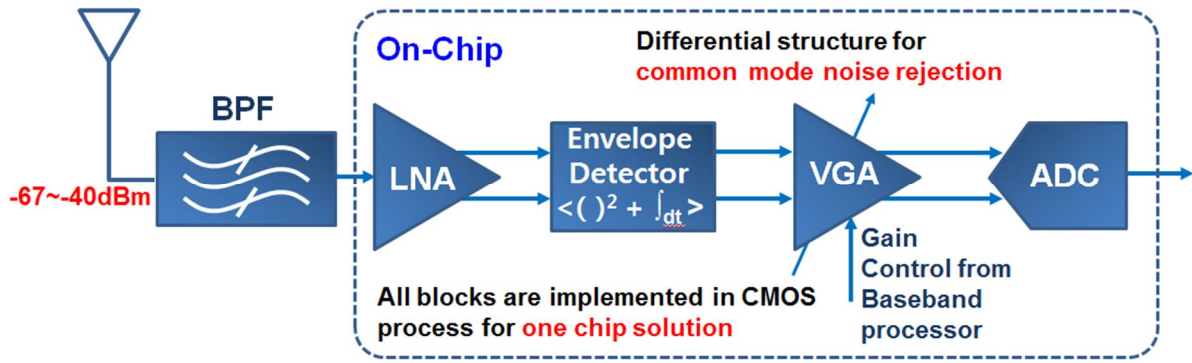 On-Chip
Differential structure for
common mode noise rejection
BPF
-67~-40dBm
LNA
Envelope
Detector
<( )² + ∫dt >
VGA
ADC
Gain
Control from
Baseband
processor
All blocks are implemented in CMOS
process for one chip solution